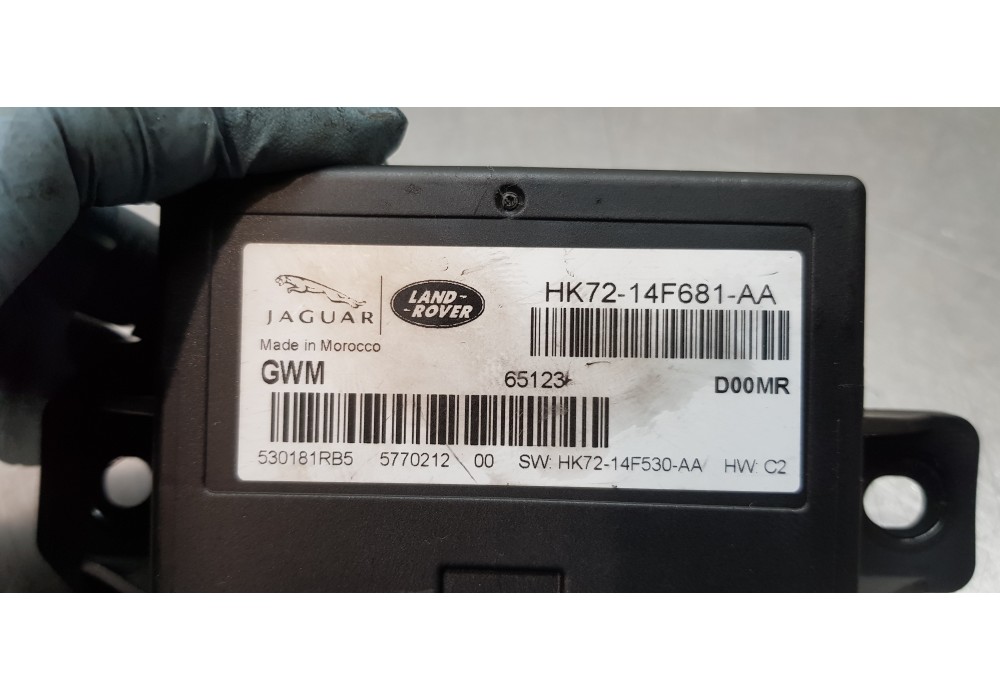 JAGUAR
LAND-
-ROVER
HK72-14F681-AA
Made in Morocco
GWM
65123
D00MR
530181RB5 5770212 00 SW: HK72-14F530-AA HW: C2